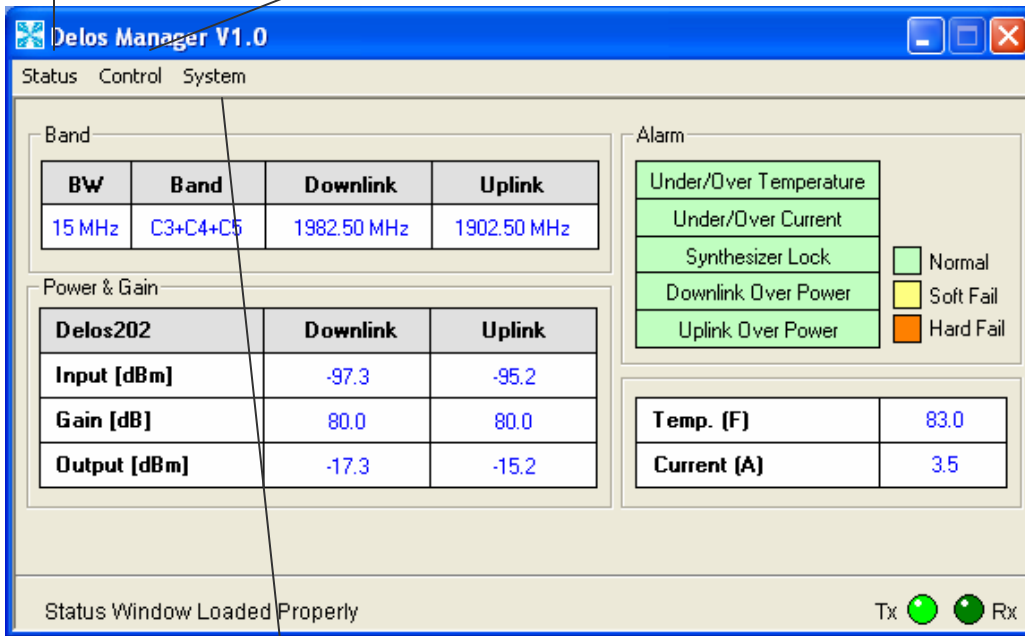 Delos Manager V1.0
Status Control System
Band
BW Band Downlink Uplink
15 MHz C3+C4+C5 1982.50 MHz 1902.50 MHz
Power & Gain
Delos202 Downlink Uplink
Input [dBm] -97.3 -95.2
Gain [dB] 80.0 80.0
Output [dBm] -17.3 -15.2
Alarm
Under/Over Temperature
Under/Over Current
Synthesizer Lock
Downlink Over Power
Uplink Over Power
Normal
Soft Fail
Hard Fail
Temp. (F) 83.0
Current (A) 3.5
Status Window Loaded Properly
Tx Rx